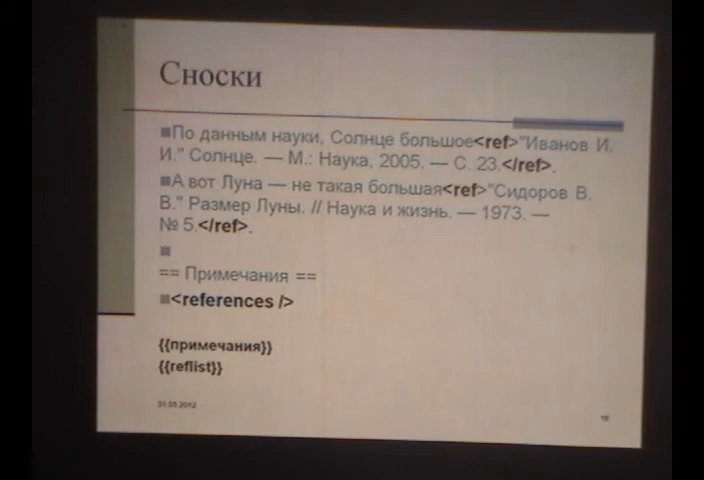 Сноски
По данным науки, Солнце большое<ref>"Иванов И.
И." Солнце. — М.: Наука, 2005. — С. 23.</ref>.
А вот Луна — не такая большая<ref>"Сидоров В.
В." Размер Луны. // Наука и жизнь. — 1973. —
№ 5.</ref>.
== Примечания ==
<references />
{{примечания}}
{{reflist}}